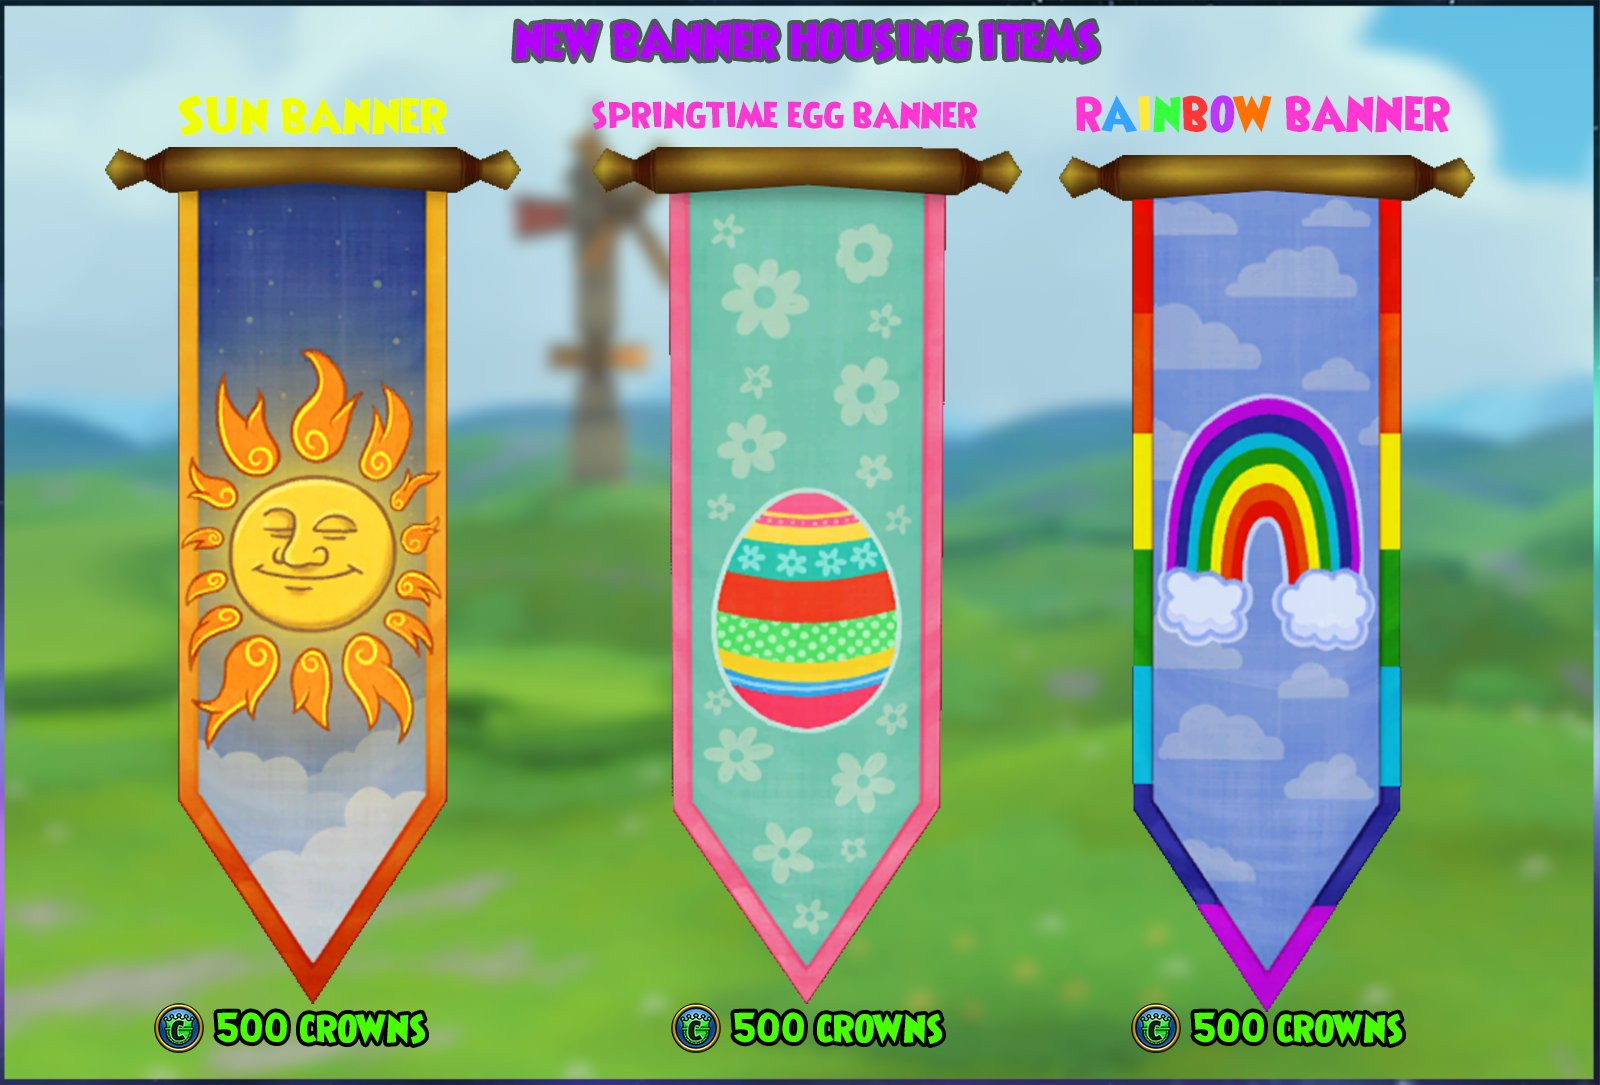 NEW BANNER HOUSING ITEMS
SUN BANNER
SPRINGTIME EGG BANNER
RAINBOW BANNER
500 CROWNS
500 CROWNS
500 CROWNS